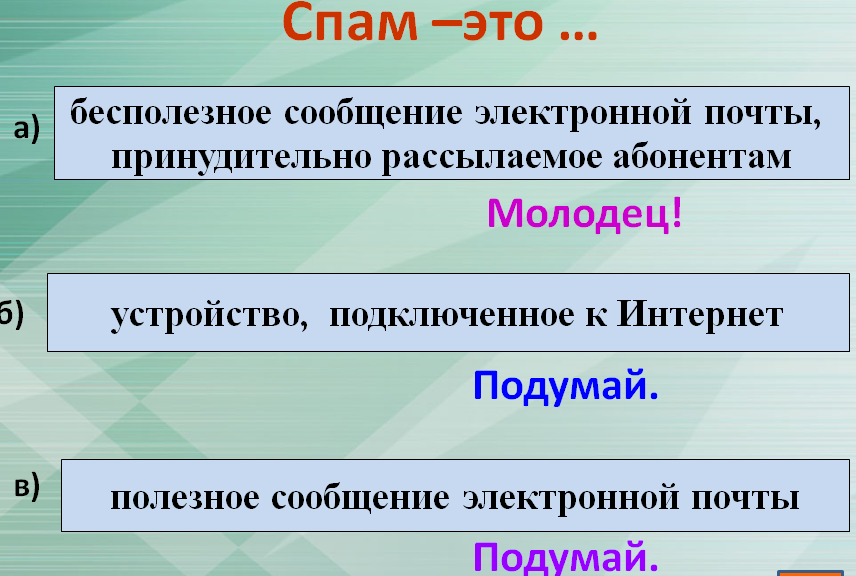 Спам –это ...
а)
бесполезное сообщение электронной почты,
принудительно рассылаемое абонентам
Молодец!
б)
устройство, подключенное к Интернет
Подумай.
в)
полезное сообщение электронной почты
Подумай.